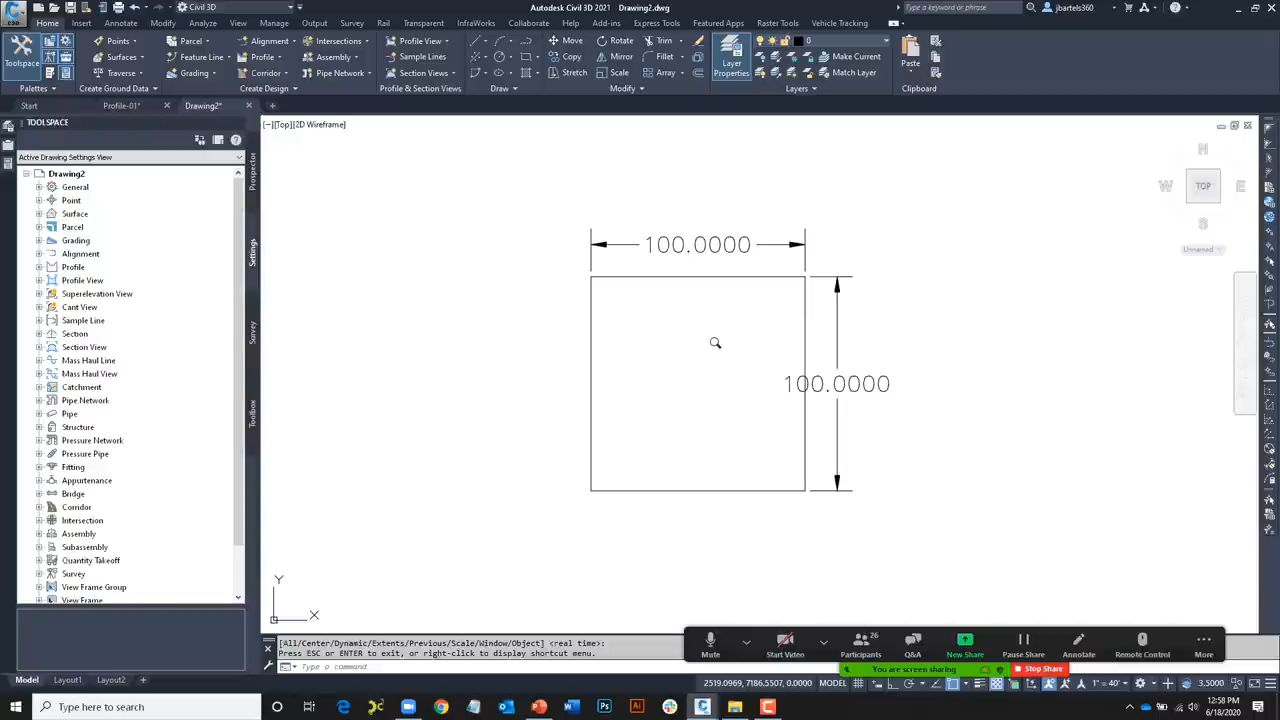 Civil 3D
Autodesk Civil 3D 2021 Drawing2.dwg
Type a keyword or phrase
jbartels360
Home Insert Annotate Modify Analyze View Manage Output Survey Rail Transparent InfraWorks Collaborate Help Add-ins Express Tools Featured Apps Raster Tools Vehicle Tracking
Toolspace
Points Parcel Alignment Intersections Profile View Move Rotate Trim
Surfaces Feature Line Profile Assembly Sample Lines Copy Mirror Fillet
Traverse Grading Corridor Pipe Network Section Views Stretch Scale Array
Layer Properties
0
Make Current
Match Layer
Paste
Palettes Create Ground Data Create Design Profile & Section Views Draw Modify Layers Clipboard
Start Profile-01* Drawing2*
TOOLSPACE
[−][Top][2D Wireframe]
Active Drawing Settings View
Drawing2
General
Point
Surface
Parcel
Grading
Alignment
Profile
Profile View
Superelevation View
Cant View
Sample Line
Section
Section View
Mass Haul Line
Mass Haul View
Catchment
Pipe Network
Pipe
Structure
Pressure Network
Pressure Pipe
Fitting
Appurtenance
Bridge
Corridor
Intersection
Assembly
Subassembly
Quantity Takeoff
Survey
View Frame Group
View Frame
Prospector
Settings
Survey
Toolbox
100.0000
100.0000
N
W TOP E
S
Unnamed
Y
X
[All/Center/Dynamic/Extents/Previous/Scale/Window/Object] <real time>:
Press ESC or ENTER to exit, or right-click to display shortcut menu.
Type a command
26
Mute Start Video Participants Q&A New Share Pause Share Annotate Remote Control More
You are screen sharing Stop Share
Model Layout1 Layout2
2519.0969, 7186.5507, 0.0000 MODEL
1" = 40'
3.5000
Type here to search
12:58 PM
6/18/2020